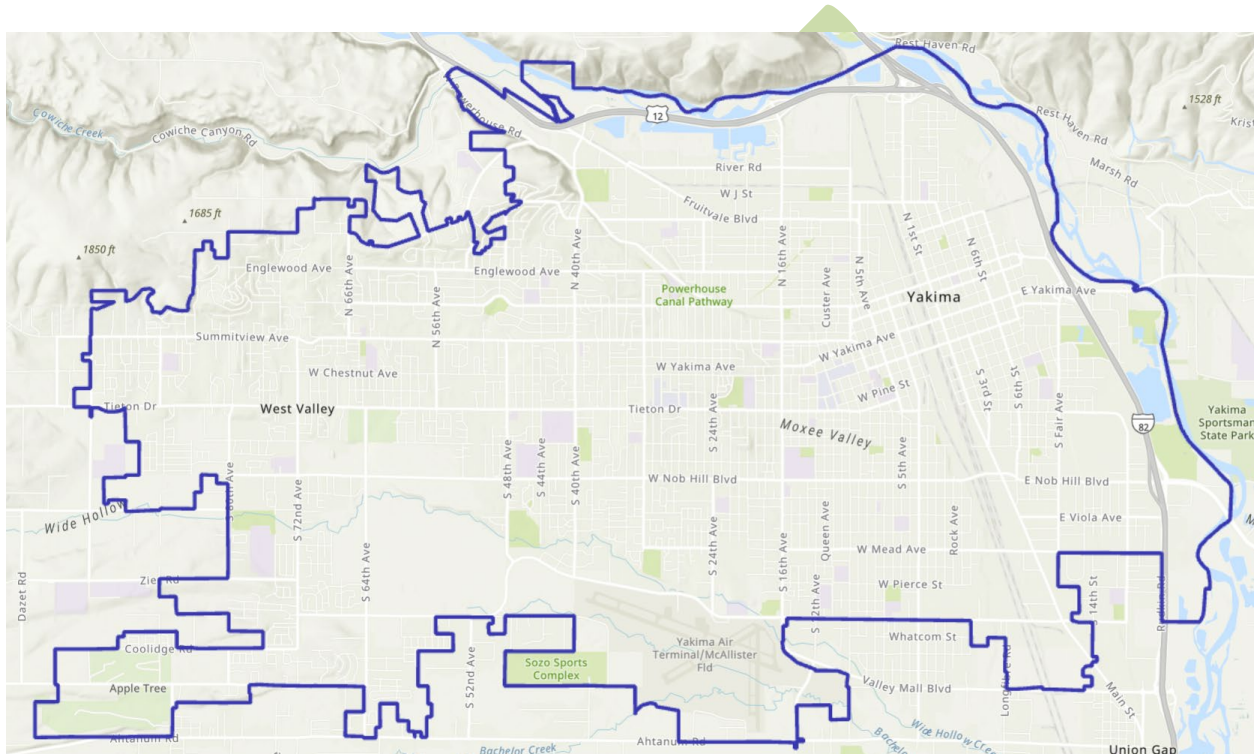 Rest Haven Rd
1528 ft
Cowiche Creek
Cowiche Canyon Rd
Powerhouse Rd
12
Rest Haven Rd
Marsh Rd
River Rd
W J St
Fruitvale Blvd
1685 ft
1850 ft
N 40th Ave
N 16th Ave
N 1st St
N 6th St
Englewood Ave
Englewood Ave
N 66th Ave
N 56th Ave
Powerhouse
Canal Pathway
Custer Ave
N 5th Ave
Yakima
E Yakima Ave
Summitview Ave
W Yakima Ave
W Yakima Ave
W Chestnut Ave
W Pine St
S 3rd St
S 6th St
Tieton Dr
West Valley
Tieton Dr
S 24th Ave
Moxee Valley
S Fair Ave
82
Yakima
Sportsman
State Park
S 48th Ave
S 44th Ave
S 40th Ave
S 5th Ave
W Nob Hill Blvd
E Nob Hill Blvd
S 80th Ave
S 72nd Ave
Wide Hollow
E Viola Ave
S 24th Ave
S 16th Ave
Queen Ave
Rock Ave
W Mead Ave
Dazet Rd
S 64th Ave
W Pierce St
S 14th St
Rudkin Rd
S 12th Ave
Whatcom St
Coolidge Rd
Yakima Air
Terminal/McAllister
Fld
Sozo Sports
Complex
S 52nd Ave
Apple Tree
Valley Mall Blvd
Main St
Ahtanum Rd
Ahtanum Rd
Bachelor Creek
Wide Hollow Creek
Union Gap